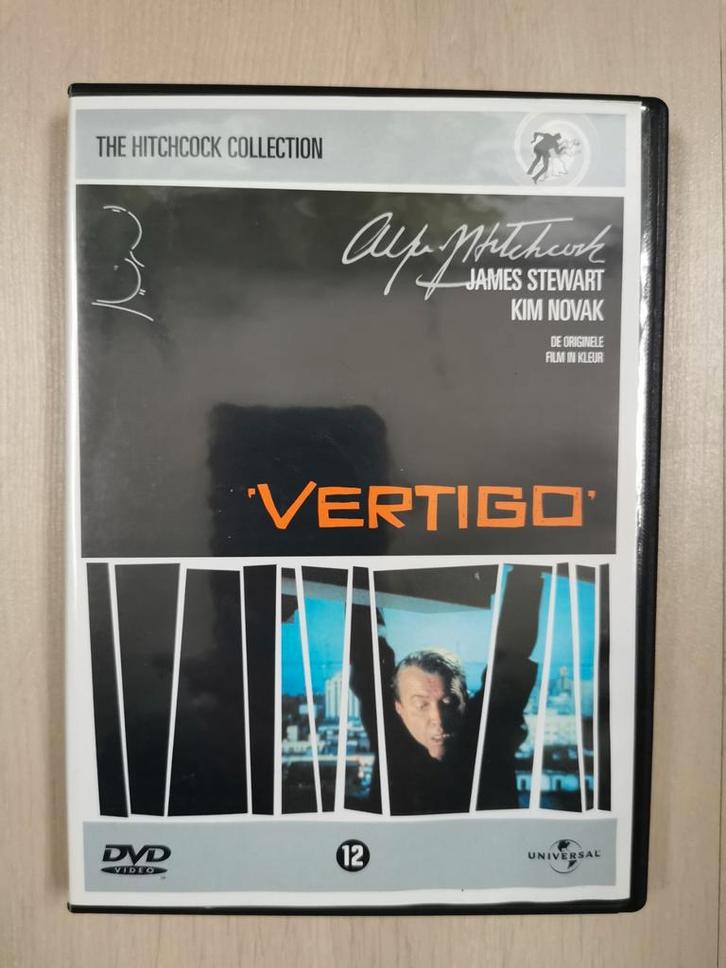 THE HITCHCOCK COLLECTION
Alfred Hitchcock
JAMES STEWART
KIM NOVAK
DE ORIGINELE
FILM IN KLEUR
'VERTIGO'
DVD
VIDEO
12
UNIVERSAL